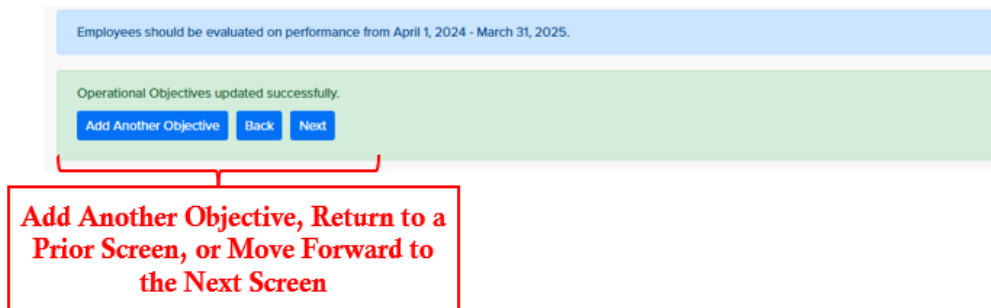 Employees should be evaluated on performance from April 1, 2024 - March 31, 2025.
Operational Objectives updated successfully.
Add Another Objective Back Next
Add Another Objective, Return to a
Prior Screen, or Move Forward to
the Next Screen